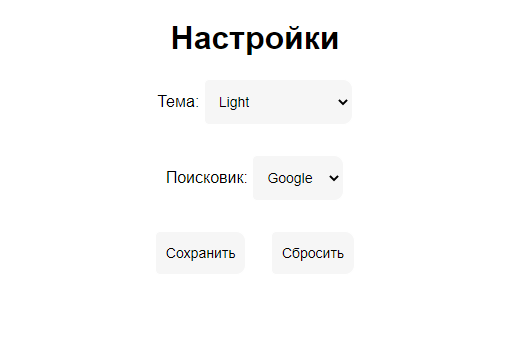 Настройки
Тема: Light
Поисковик: Google
Сохранить Сбросить